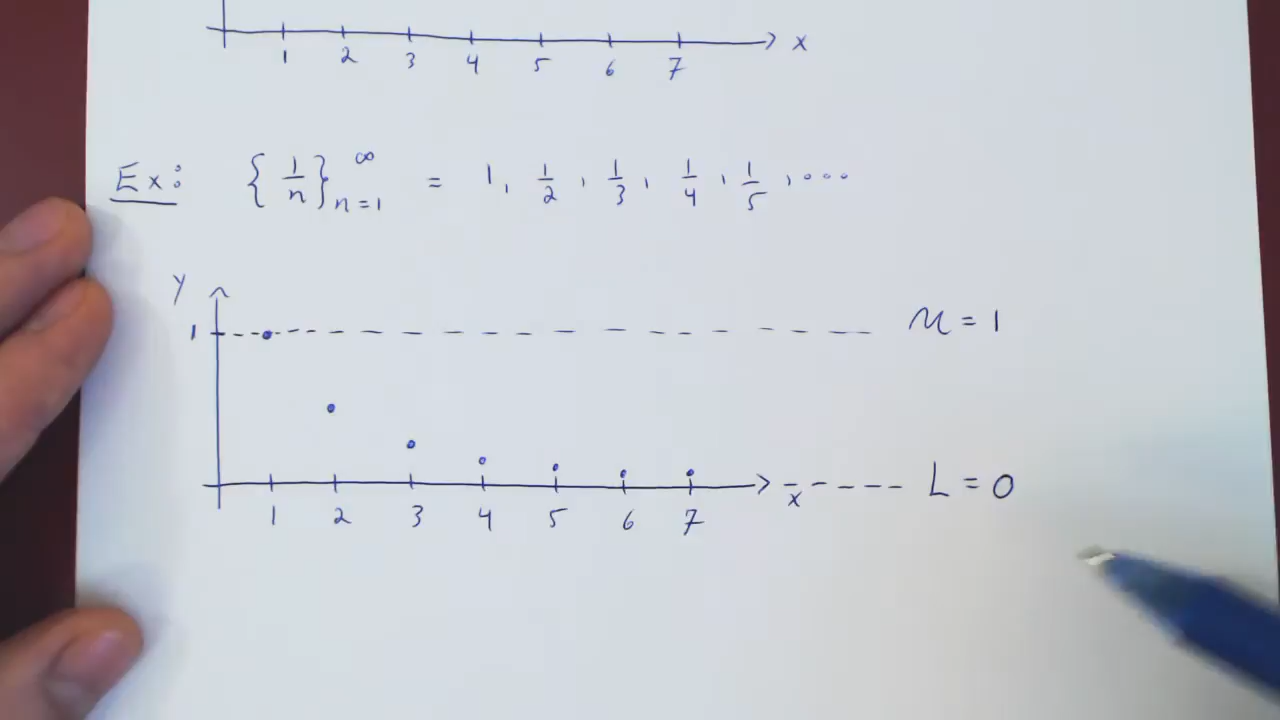 x
1 2 3 4 5 6 7
Ex: { 1/n }_{n=1}^{∞} = 1, 1/2, 1/3, 1/4, 1/5, ...
y
1 M = 1
x L = 0
1 2 3 4 5 6 7